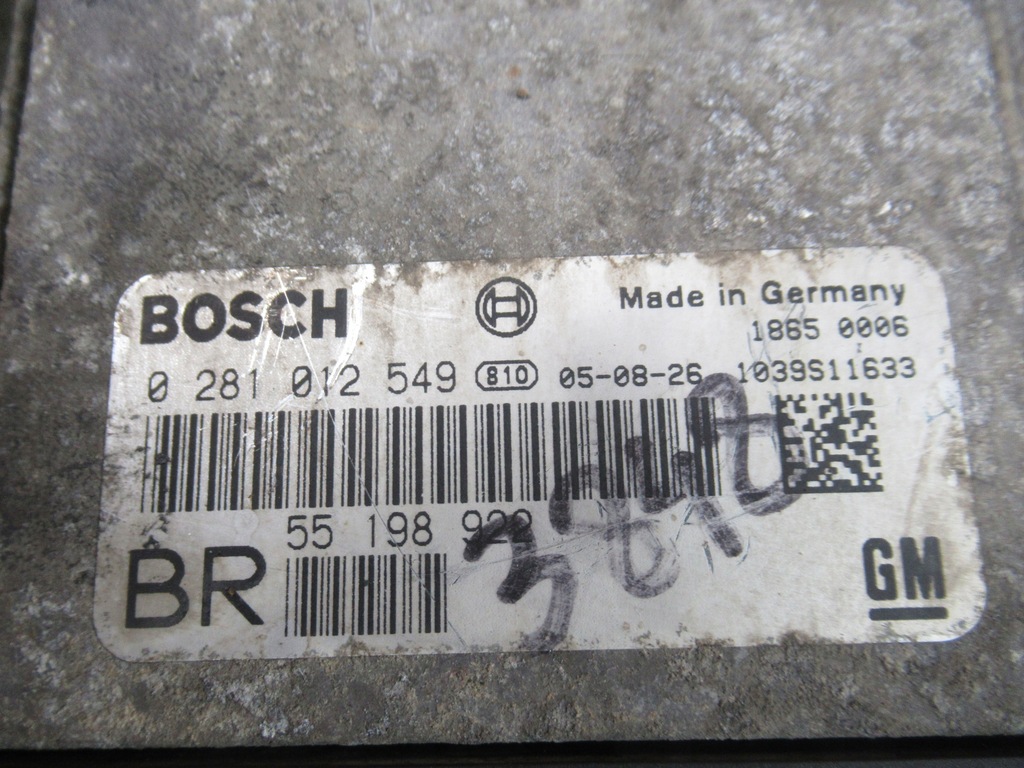 BOSCH
Made in Germany
1865 0006
0 281 012 549 810 05-08-26 1039S11633
55 198 922
BR
GM